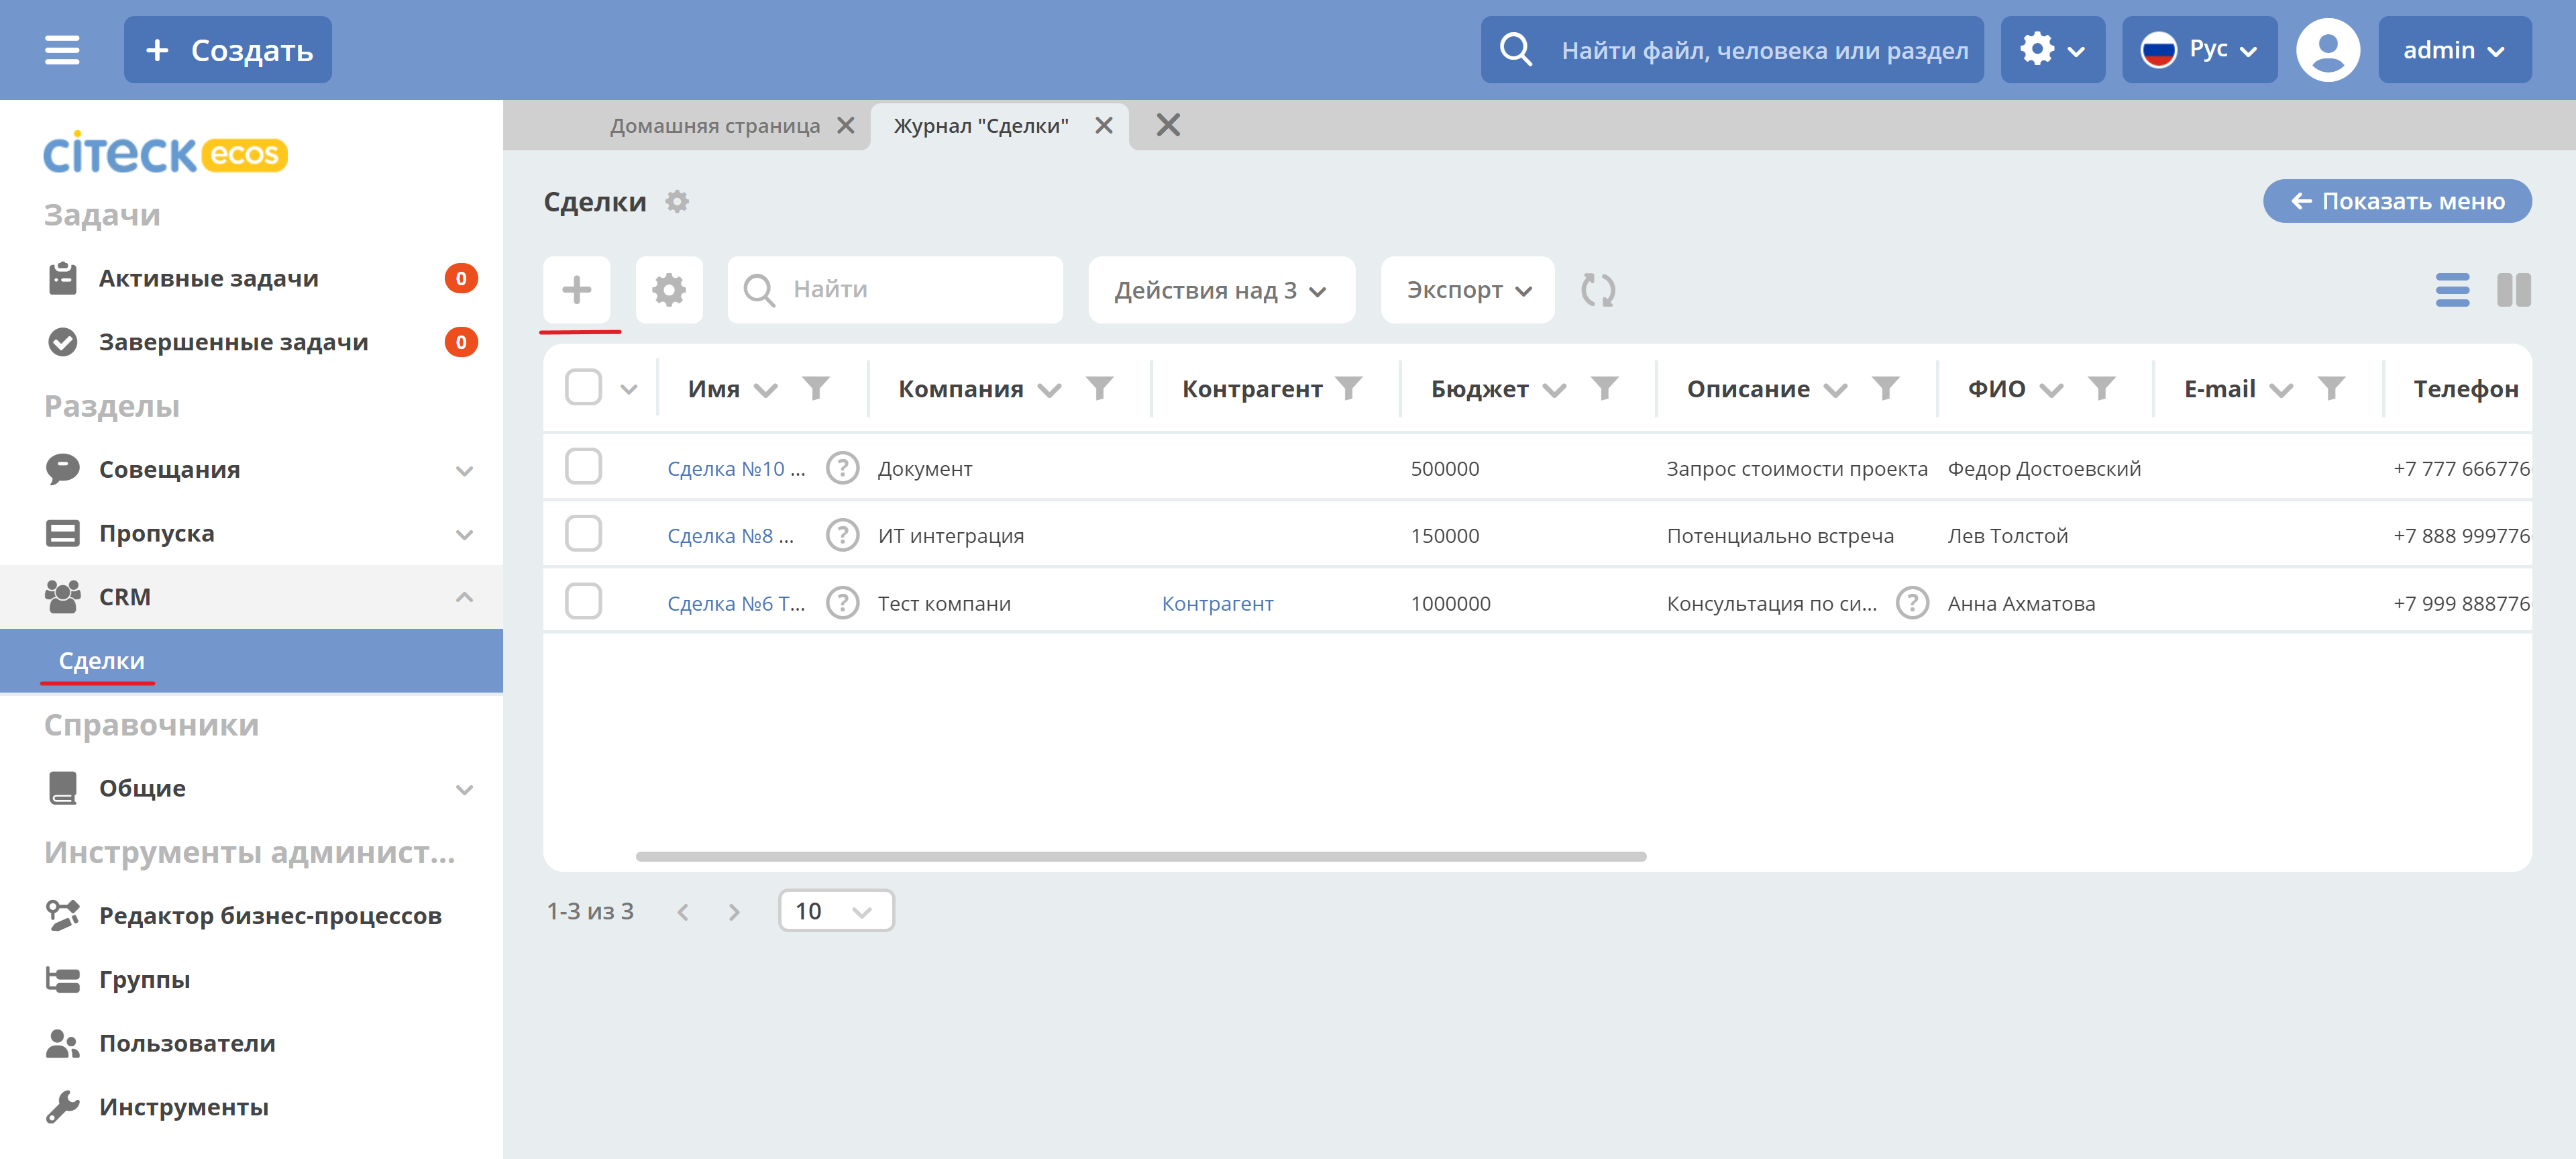 Создать
Найти файл, человека или раздел
Рус
admin
citeck ecos
Задачи
Активные задачи 0
Завершенные задачи 0
Разделы
Совещания
Пропуска
CRM
Сделки
Справочники
Общие
Инструменты админист...
Редактор бизнес-процессов
Группы
Пользователи
Инструменты
Домашняя страница
Журнал "Сделки"
Сделки
Показать меню
Найти
Действия над 3
Экспорт
Имя Компания Контрагент Бюджет Описание ФИО E-mail Телефон
Сделка №10 ... ? Документ 500000 Запрос стоимости проекта Федор Достоевский +7 777 666776
Сделка №8 ... ? ИТ интеграция 150000 Потенциально встреча Лев Толстой +7 888 999776
Сделка №6 Т... ? Тест компани Контрагент 1000000 Консультация по си... ? Анна Ахматова +7 999 888776
1-3 из 3
10